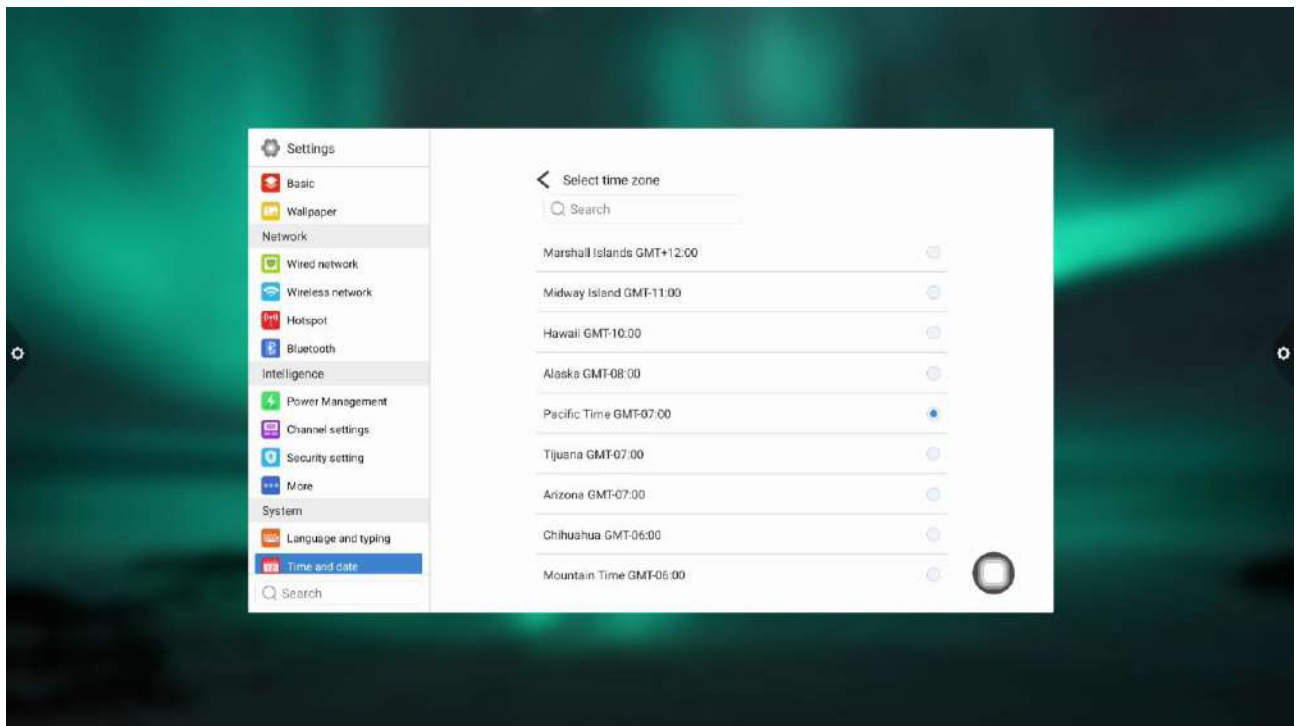 Settings
Basic
Wallpaper
Network
Wired network
Wireless network
Hotspot
Bluetooth
Intelligence
Power Management
Channel settings
Security setting
More
System
Language and typing
Time and date
Search
Select time zone
Search
Marshall Islands GMT+12:00
Midway Island GMT-11:00
Hawaii GMT-10:00
Alaska GMT-08:00
Pacific Time GMT-07:00
Tijuana GMT-07:00
Arizona GMT-07:00
Chihuahua GMT-06:00
Mountain Time GMT-06:00